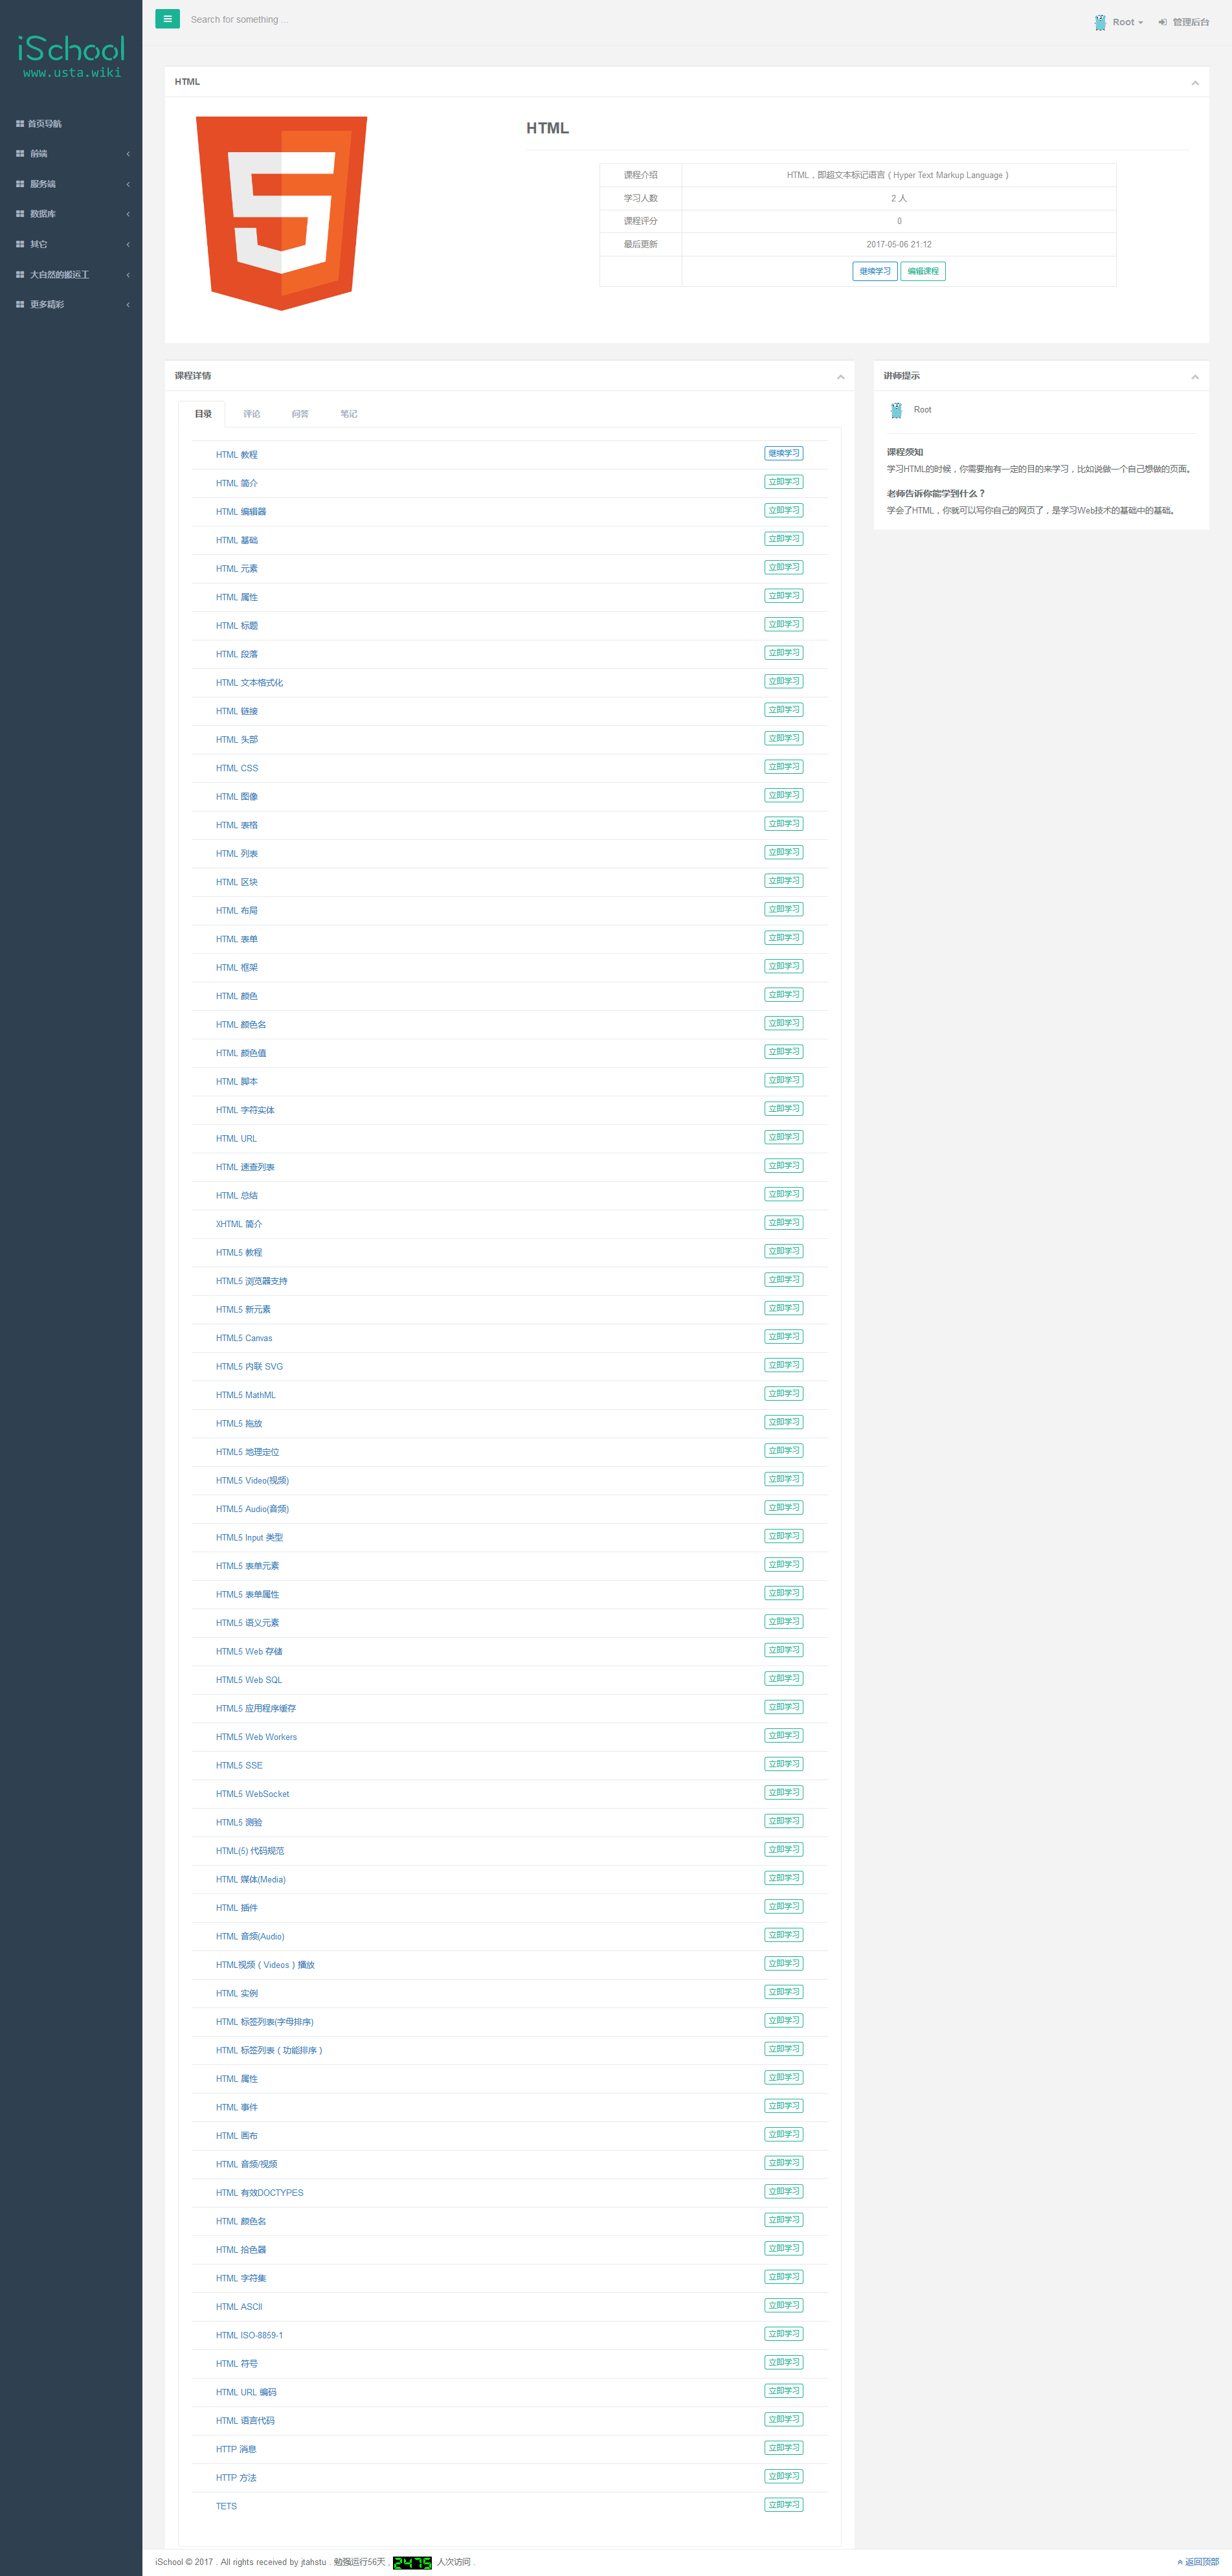 iSchool
www.usta.wiki
Search for something ...
Root
管理后台
首页导航
前端
服务端
数据库
其它
大自然的搬运工
更多精彩
HTML
HTML
课程介绍 HTML，即超文本标记语言（Hyper Text Markup Language）
学习人数 2 人
课程评分 0
最后更新 2017-05-06 21:12
继续学习 编辑课程
课程详情
目录 评论 问答 笔记
HTML 教程 继续学习
HTML 简介 立即学习
HTML 编辑器 立即学习
HTML 基础 立即学习
HTML 元素 立即学习
HTML 属性 立即学习
HTML 标题 立即学习
HTML 段落 立即学习
HTML 文本格式化 立即学习
HTML 链接 立即学习
HTML 头部 立即学习
HTML CSS 立即学习
HTML 图像 立即学习
HTML 表格 立即学习
HTML 列表 立即学习
HTML 区块 立即学习
HTML 布局 立即学习
HTML 表单 立即学习
HTML 框架 立即学习
HTML 颜色 立即学习
HTML 颜色名 立即学习
HTML 颜色值 立即学习
HTML 脚本 立即学习
HTML 字符实体 立即学习
HTML URL 立即学习
HTML 速查列表 立即学习
HTML 总结 立即学习
XHTML 简介 立即学习
HTML5 教程 立即学习
HTML5 浏览器支持 立即学习
HTML5 新元素 立即学习
HTML5 Canvas 立即学习
HTML5 内联 SVG 立即学习
HTML5 MathML 立即学习
HTML5 拖放 立即学习
HTML5 地理定位 立即学习
HTML5 Video(视频) 立即学习
HTML5 Audio(音频) 立即学习
HTML5 Input 类型 立即学习
HTML5 表单元素 立即学习
HTML5 表单属性 立即学习
HTML5 语义元素 立即学习
HTML5 Web 存储 立即学习
HTML5 Web SQL 立即学习
HTML5 应用程序缓存 立即学习
HTML5 Web Workers 立即学习
HTML5 SSE 立即学习
HTML5 WebSocket 立即学习
HTML5 测验 立即学习
HTML(5) 代码规范 立即学习
HTML 媒体(Media) 立即学习
HTML 插件 立即学习
HTML 音频(Audio) 立即学习
HTML视频（Videos）播放 立即学习
HTML 实例 立即学习
HTML 标签列表(字母排序) 立即学习
HTML 标签列表（功能排序） 立即学习
HTML 属性 立即学习
HTML 事件 立即学习
HTML 画布 立即学习
HTML 音频/视频 立即学习
HTML 有效DOCTYPES 立即学习
HTML 颜色名 立即学习
HTML 拾色器 立即学习
HTML 字符集 立即学习
HTML ASCII 立即学习
HTML ISO-8859-1 立即学习
HTML 符号 立即学习
HTML URL 编码 立即学习
HTML 语言代码 立即学习
HTTP 消息 立即学习
HTTP 方法 立即学习
TETS 立即学习
讲师提示
Root
课程须知
学习HTML的时候，你需要抱有一定的目的来学习，比如说做一个自己想做的页面。
老师告诉你能学到什么？
学会了HTML，你就可以写你自己的网页了，是学习Web技术的基础中的基础。
iSchool © 2017 . All rights received by jtahstu . 勉强运行56天 , 2475 人次访问 .
返回顶部